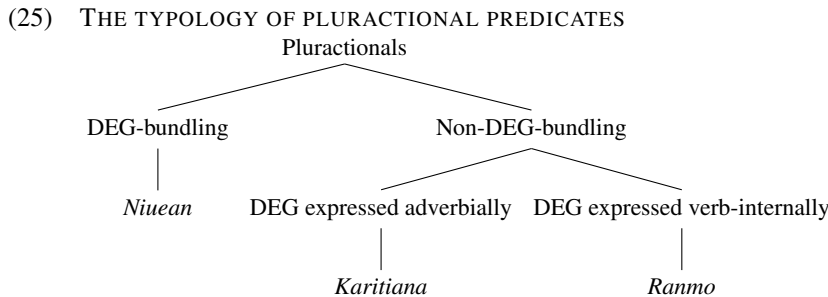 (25) THE TYPOLOGY OF PLURACTIONAL PREDICATES
Pluractionals
DEG-bundling Non-DEG-bundling
Niuean DEG expressed adverbially DEG expressed verb-internally
Karitiana Ranmo